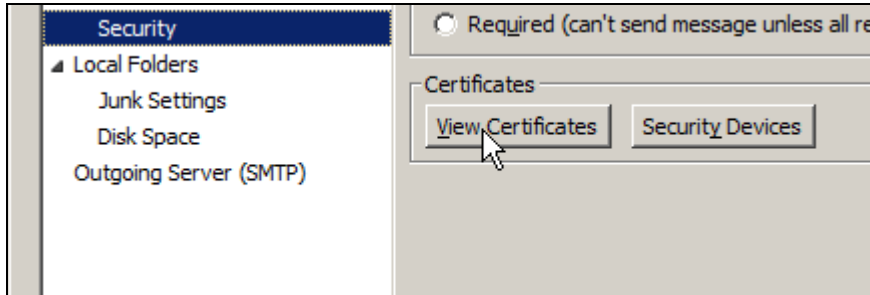 Security
Local Folders
Junk Settings
Disk Space
Outgoing Server (SMTP)
Required (can't send message unless all re
Certificates
View Certificates
Security Devices